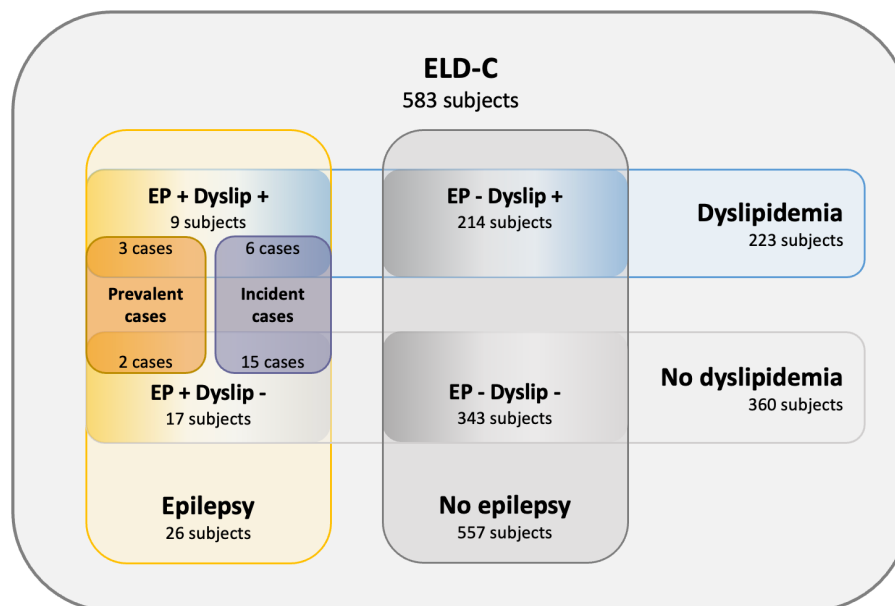 ELD-C
583 subjects
EP + Dyslip +
9 subjects
EP - Dyslip +
214 subjects
Dyslipidemia
223 subjects
3 cases
6 cases
Prevalent
cases
Incident
cases
2 cases
15 cases
EP + Dyslip -
17 subjects
EP - Dyslip -
343 subjects
No dyslipidemia
360 subjects
Epilepsy
26 subjects
No epilepsy
557 subjects